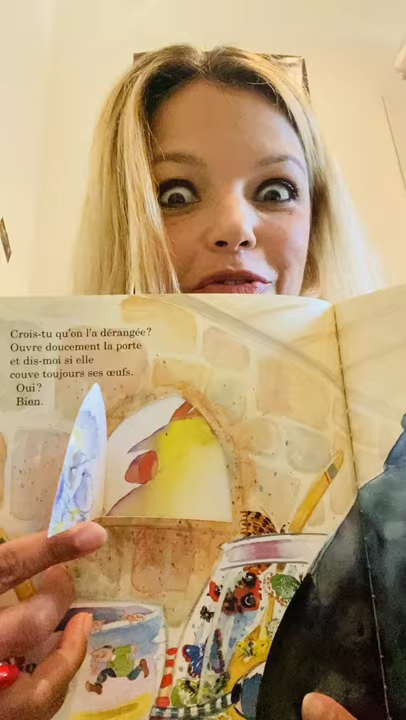 Crois-tu qu'on l'a dérangée?
Ouvre doucement la porte
et dis-moi si elle
couve toujours ses œufs.
Oui?
Bien.